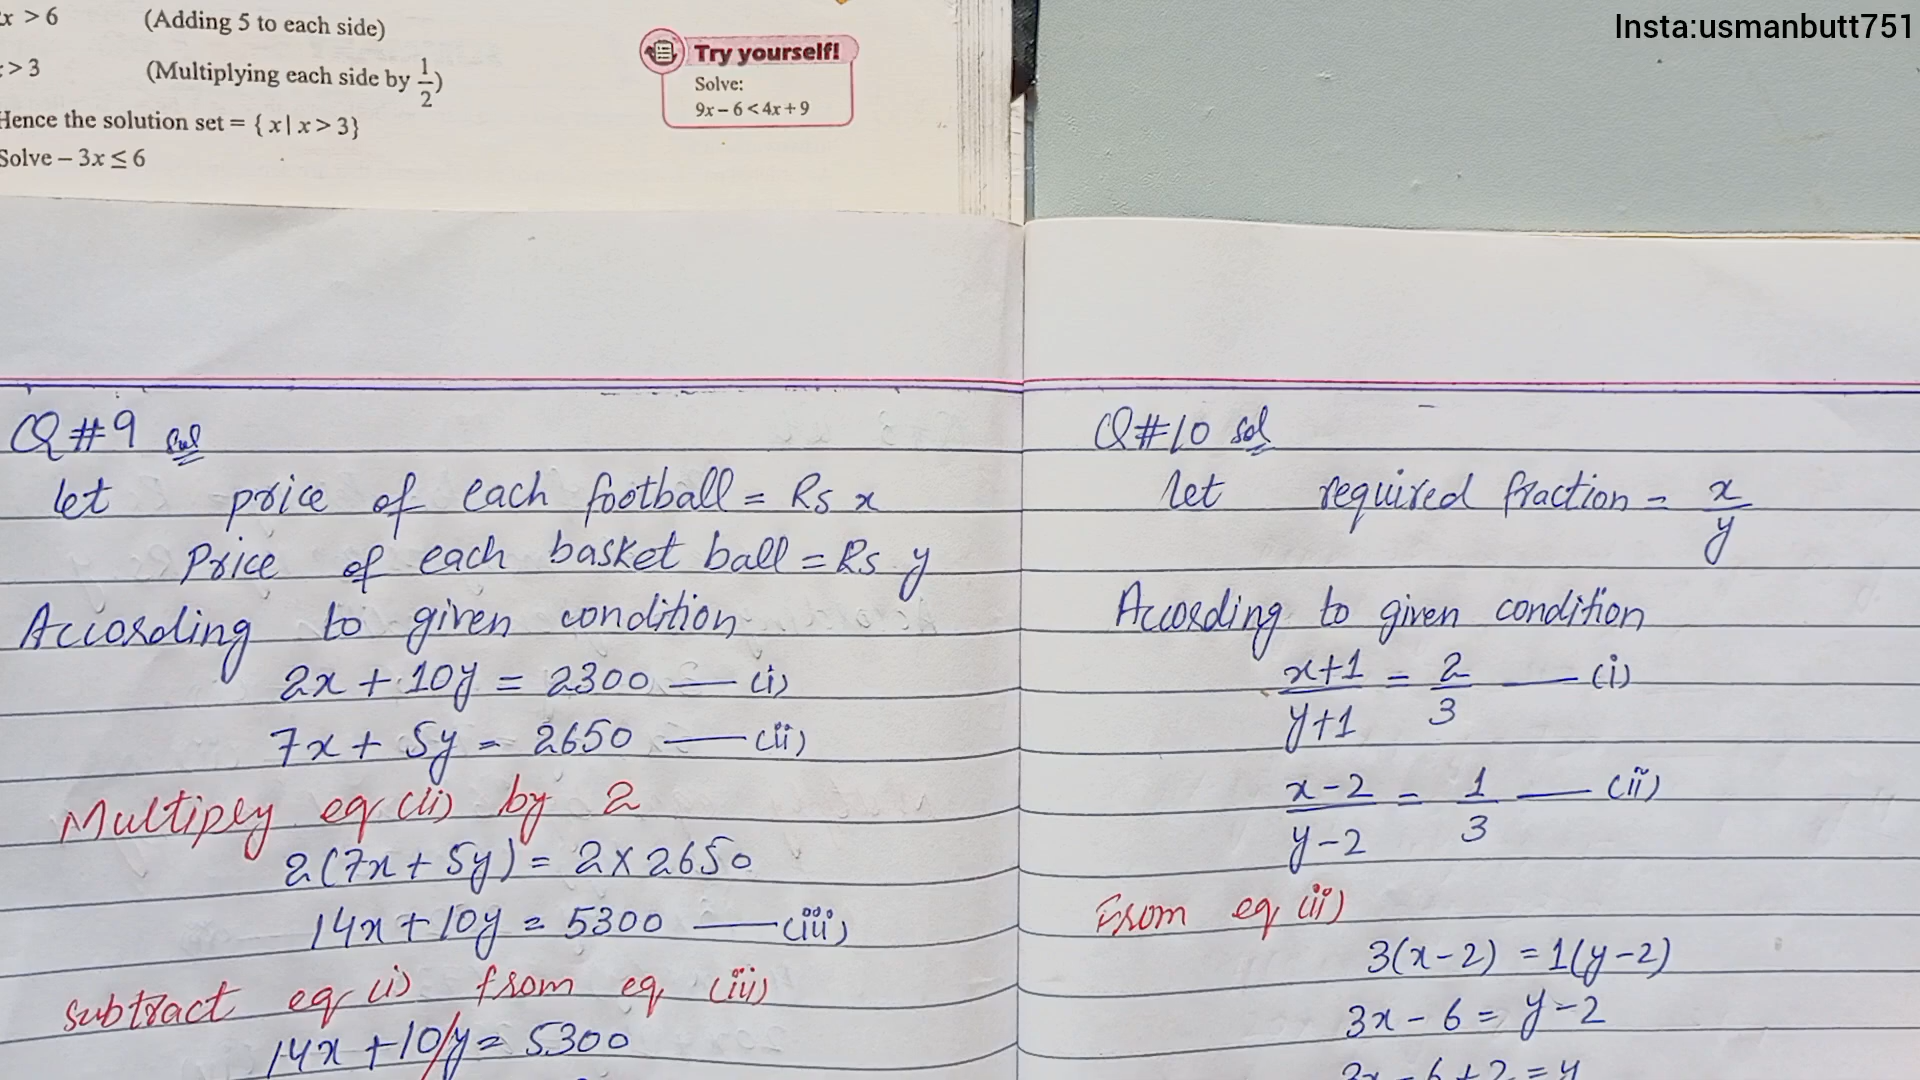 Insta:usmanbutt751
x > 6 (Adding 5 to each side)
> 3 (Multiplying each side by 1/2)
Hence the solution set = { x | x > 3}
Solve – 3x ≤ 6
Try yourself!
Solve:
9x – 6 < 4x + 9
Q#9 sol
let price of each football = Rs x
Price of each basket ball = Rs y
According to given condition
2x + 10y = 2300 — (i)
7x + 5y = 2650 — (ii)
Multiply eq (ii) by 2
2(7x + 5y) = 2 × 2650
14x + 10y = 5300 — (iii)
subtract eq (i) from eq (iii)
14x + 10y = 5300
Q#10 sol
let required fraction = x/y
According to given condition
x+1/y+1 = 2/3 — (i)
x-2/y-2 = 1/3 — (ii)
From eq (ii)
3(x-2) = 1(y-2)
3x - 6 = y-2
3x - 6 + 2 = y